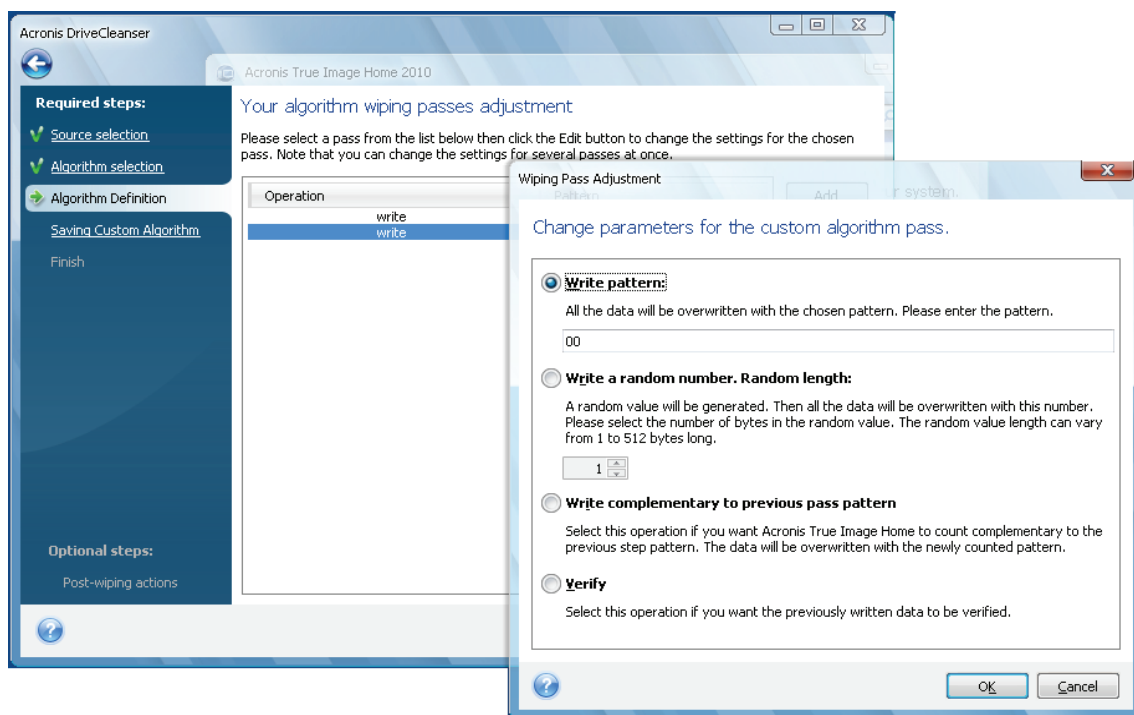 Acronis DriveCleanser
Acronis True Image Home 2010
Required steps:
Source selection
Algorithm selection
Algorithm Definition
Saving Custom Algorithm
Finish
Optional steps:
Post-wiping actions
Your algorithm wiping passes adjustment
Please select a pass from the list below then click the Edit button to change the settings for the chosen
pass. Note that you can change the settings for several passes at once.
Operation
Pattern
Add
write
write
r system.
Wiping Pass Adjustment
Change parameters for the custom algorithm pass.
Write pattern:
All the data will be overwritten with the chosen pattern. Please enter the pattern.
00
Write a random number. Random length:
A random value will be generated. Then all the data will be overwritten with this number.
Please select the number of bytes in the random value. The random value length can vary
from 1 to 512 bytes long.
1
Write complementary to previous pass pattern
Select this operation if you want Acronis True Image Home to count complementary to the
previous step pattern. The data will be overwritten with the newly counted pattern.
Verify
Select this operation if you want the previously written data to be verified.
OK
Cancel